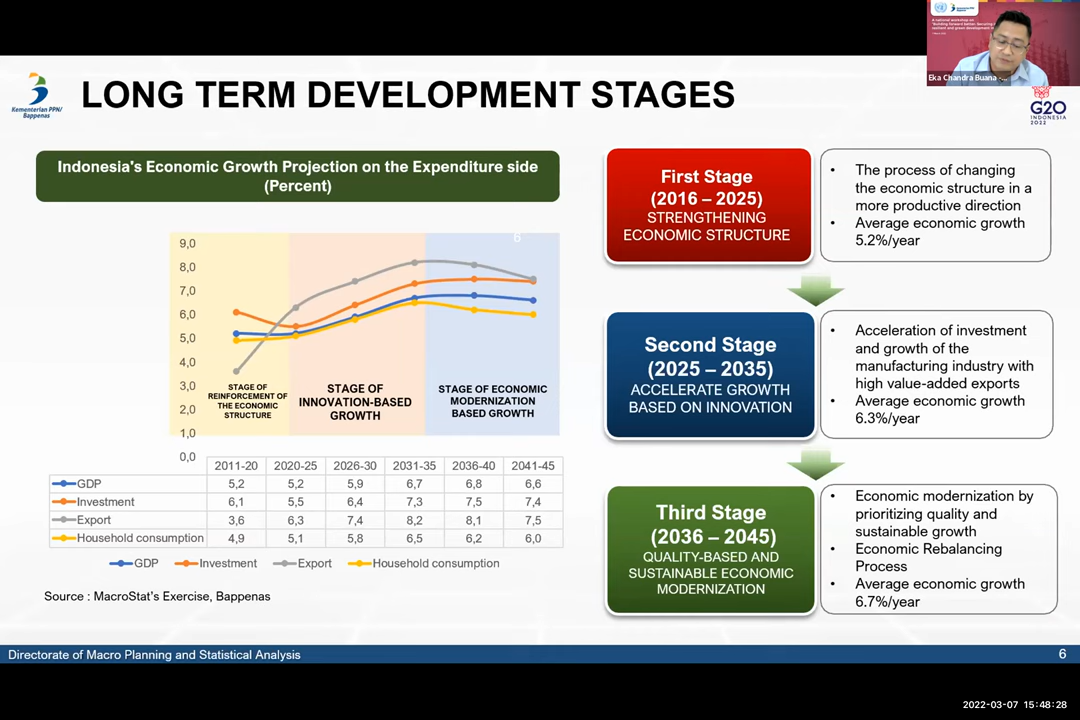 A national workshop on
Eka Chandra Buana -...
Kementerian PPN/
Bappenas
LONG TERM DEVELOPMENT STAGES
G20
INDONESIA
2022
Indonesia's Economic Growth Projection on the Expenditure side
(Percent)
6
9,0
8,0
7,0
6,0
5,0
4,0
3,0
2,0
1,0
0,0
STAGE OF
REINFORCEMENT OF
THE ECONOMIC
STRUCTURE
STAGE OF
INNOVATION-BASED
GROWTH
STAGE OF ECONOMIC
MODERNIZATION
BASED GROWTH
2011-20 2020-25 2026-30 2031-35 2036-40 2041-45
GDP 5,2 5,2 5,9 6,7 6,8 6,6
Investment 6,1 5,5 6,4 7,3 7,5 7,4
Export 3,6 6,3 7,4 8,2 8,1 7,5
Household consumption 4,9 5,1 5,8 6,5 6,2 6,0
GDP Investment Export Household consumption
Source : MacroStat's Exercise, Bappenas
First Stage
(2016 – 2025)
STRENGTHENING
ECONOMIC STRUCTURE
• The process of changing
the economic structure in a
more productive direction
• Average economic growth
5.2%/year
Second Stage
(2025 – 2035)
ACCELERATE GROWTH
BASED ON INNOVATION
• Acceleration of investment
and growth of the
manufacturing industry with
high value-added exports
• Average economic growth
6.3%/year
Third Stage
(2036 – 2045)
QUALITY-BASED AND
SUSTAINABLE ECONOMIC
MODERNIZATION
• Economic modernization by
prioritizing quality and
sustainable growth
• Economic Rebalancing
Process
• Average economic growth
6.7%/year
Directorate of Macro Planning and Statistical Analysis
6
2022-03-07 15:48:28